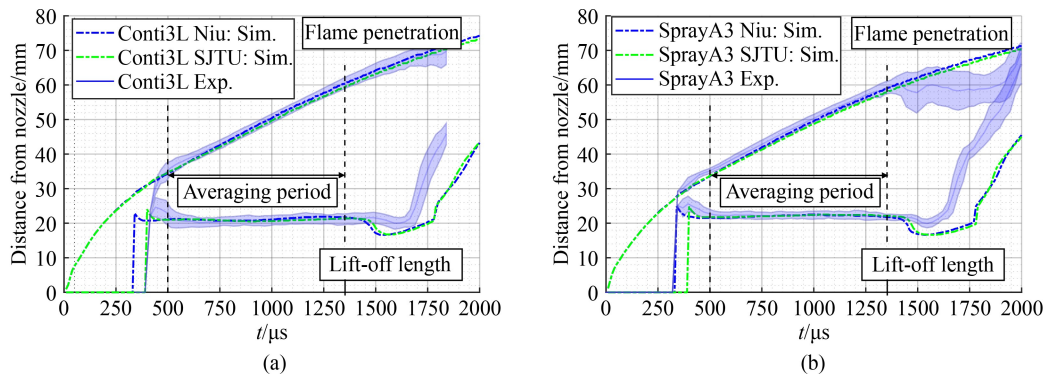 Conti3L Niu: Sim.
Conti3L SJTU: Sim.
Conti3L Exp.
Flame penetration
Averaging period
Lift-off length
Distance from nozzle/mm
80
70
60
50
40
30
20
10
0
0 250 500 750 1000 1250 1500 1750 2000
t/μs
(a)
SprayA3 Niu: Sim.
SprayA3 SJTU: Sim.
SprayA3 Exp.
Flame penetration
Averaging period
Lift-off length
Distance from nozzle/mm
80
70
60
50
40
30
20
10
0
0 250 500 750 1000 1250 1500 1750 2000
t/μs
(b)